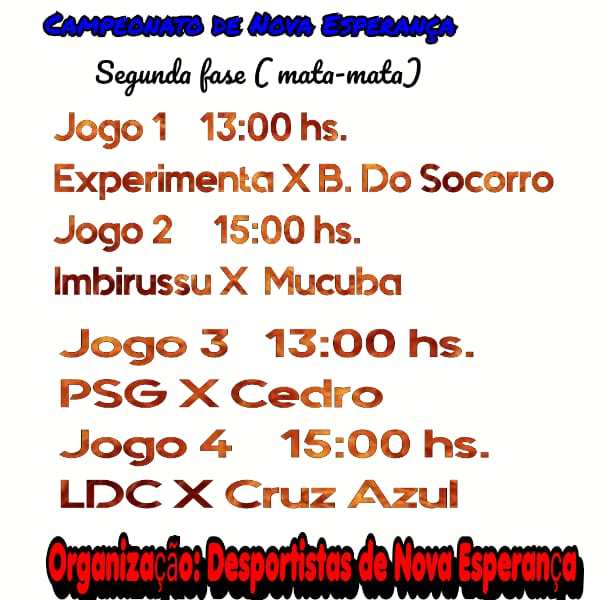 Campeonato de Nova Esperança
Segunda fase ( mata-mata)
Jogo 1 13:00 hs.
Experimenta X B. Do Socorro
Jogo 2 15:00 hs.
Imbirussu X Mucuba
Jogo 3 13:00 hs.
PSG X Cedro
Jogo 4 15:00 hs.
LDC X Cruz Azul
Organização: Desportistas de Nova Esperança